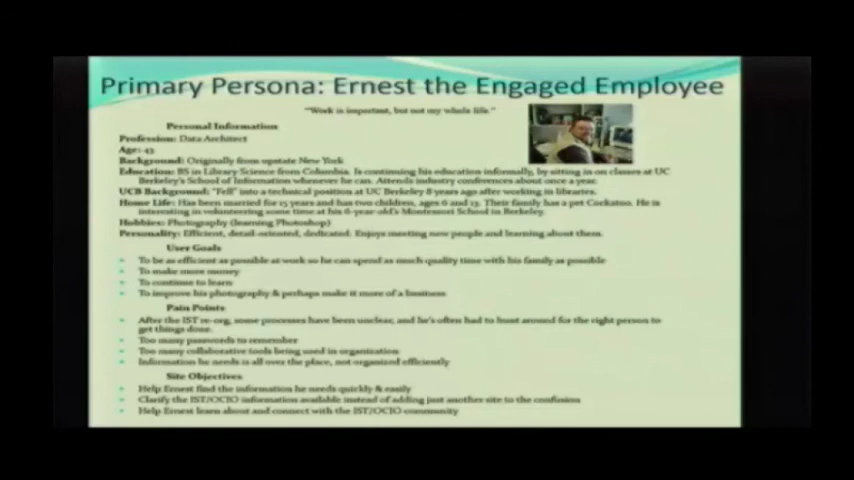 Primary Persona: Ernest the Engaged Employee
"Work is important, but not my whole life."
Personal Information
Profession: Data Architect
Age: 43
Background: Originally from upstate New York
Education: BS in Library Science from Columbia. Is continuing his education informally, by sitting in on classes at UC
Berkeley's School of Information whenever he can. Attends industry conferences about once a year.
UCB Background: "Fell" into a technical position at UC Berkeley 8 years ago after working in libraries.
Home Life: Has been married for 15 years and has two children, ages 6 and 13. Their family has a pet Cockatoo. He is
interesting in volunteering some time at his 6-year-old's Montessori School in Berkeley.
Hobbies: Photography (learning Photoshop)
Personality: Efficient, detail-oriented, dedicated. Enjoys meeting new people and learning about them.
User Goals
To be as efficient as possible at work so he can spend as much quality time with his family as possible
To make more money
To continue to learn
To improve his photography & perhaps make it more of a business
Pain Points
After the IST re-org, some processes have been unclear, and he's often had to hunt around for the right person to
get things done.
Too many passwords to remember
Too many collaborative tools being used in organization
Information he needs is all over the place, not organized efficiently
Site Objectives
Help Ernest find the information he needs quickly & easily
Clarify the IST/OCIO information available instead of adding just another site to the confusion
Help Ernest learn about and connect with the IST/OCIO community